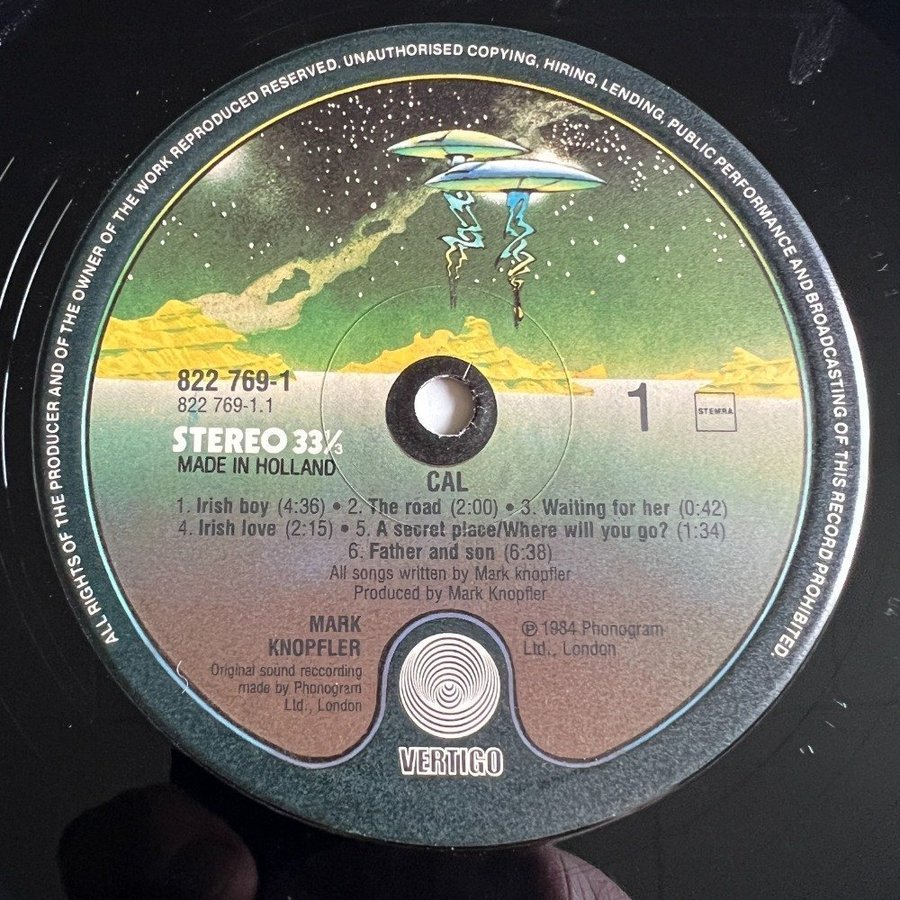 ALL RIGHTS OF THE PRODUCER AND OF THE OWNER OF THE WORK REPRODUCED RESERVED. UNAUTHORISED COPYING, HIRING, LENDING, PUBLIC PERFORMANCE AND BROADCASTING OF THIS RECORD PROHIBITED.
822 769-1
822 769-1.1
STEREO 33⅓
MADE IN HOLLAND
1
STEMRA
CAL
1. Irish boy (4:36) • 2. The road (2:00) • 3. Waiting for her (0:42)
4. Irish love (2:15) • 5. A secret place/Where will you go? (1:34)
6. Father and son (6:38)
All songs written by Mark knopfler
Produced by Mark Knopfler
MARK
KNOPFLER
Original sound reccording
made by Phonogram
Ltd., London
℗ 1984 Phonogram
Ltd., London
VERTIGO